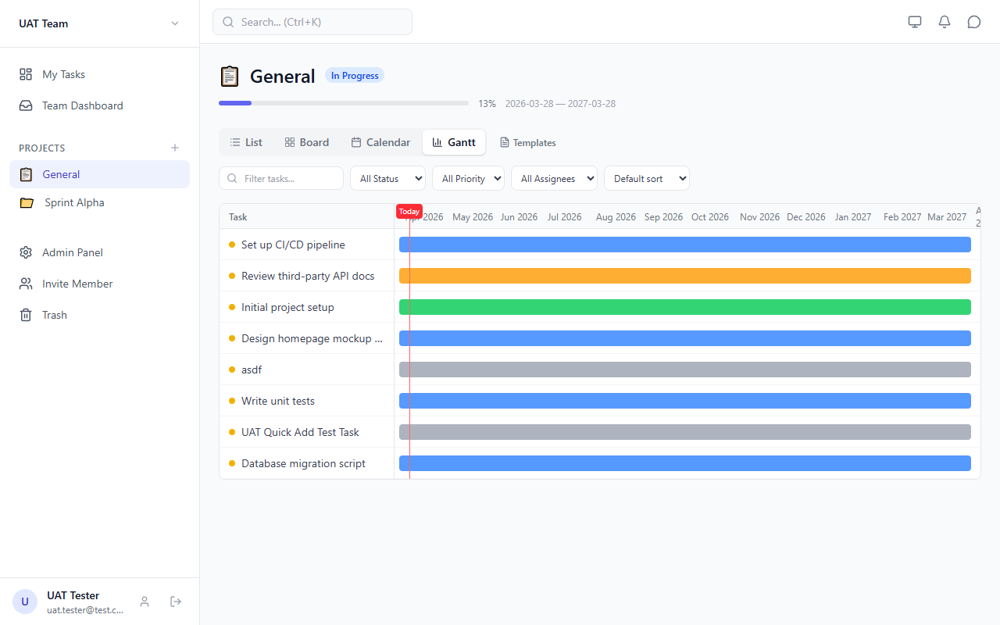 UAT Team
Search... (Ctrl+K)
My Tasks
Team Dashboard
PROJECTS
General
Sprint Alpha
Admin Panel
Invite Member
Trash
UAT Tester
U
uat.tester@test.c...
General In Progress
13% 2026-03-28 — 2027-03-28
List Board Calendar Gantt Templates
Filter tasks... All Status All Priority All Assignees Default sort
Task Today 2026 May 2026 Jun 2026 Jul 2026 Aug 2026 Sep 2026 Oct 2026 Nov 2026 Dec 2026 Jan 2027 Feb 2027 Mar 2027
Set up CI/CD pipeline
Review third-party API docs
Initial project setup
Design homepage mockup ...
asdf
Write unit tests
UAT Quick Add Test Task
Database migration script